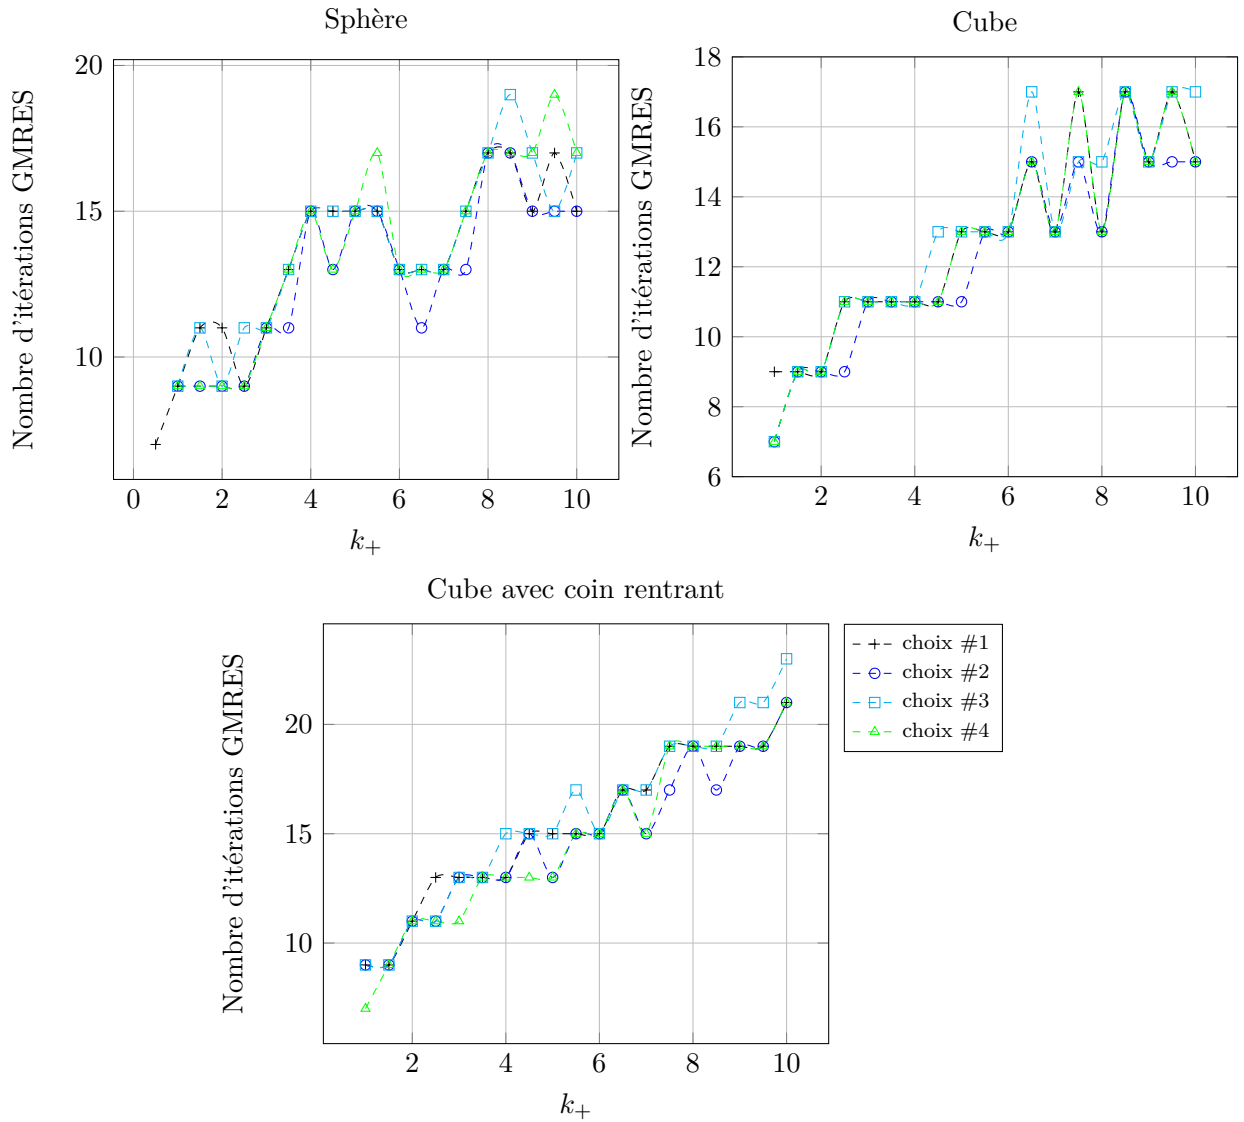 Sphère
Nombre d'itérations GMRES
20
15
10
0 2 4 6 8 10
k₊
Cube
Nombre d'itérations GMRES
18
16
14
12
10
8
6
2 4 6 8 10
k₊
Cube avec coin rentrant
Nombre d'itérations GMRES
20
15
10
2 4 6 8 10
k₊
choix #1
choix #2
choix #3
choix #4